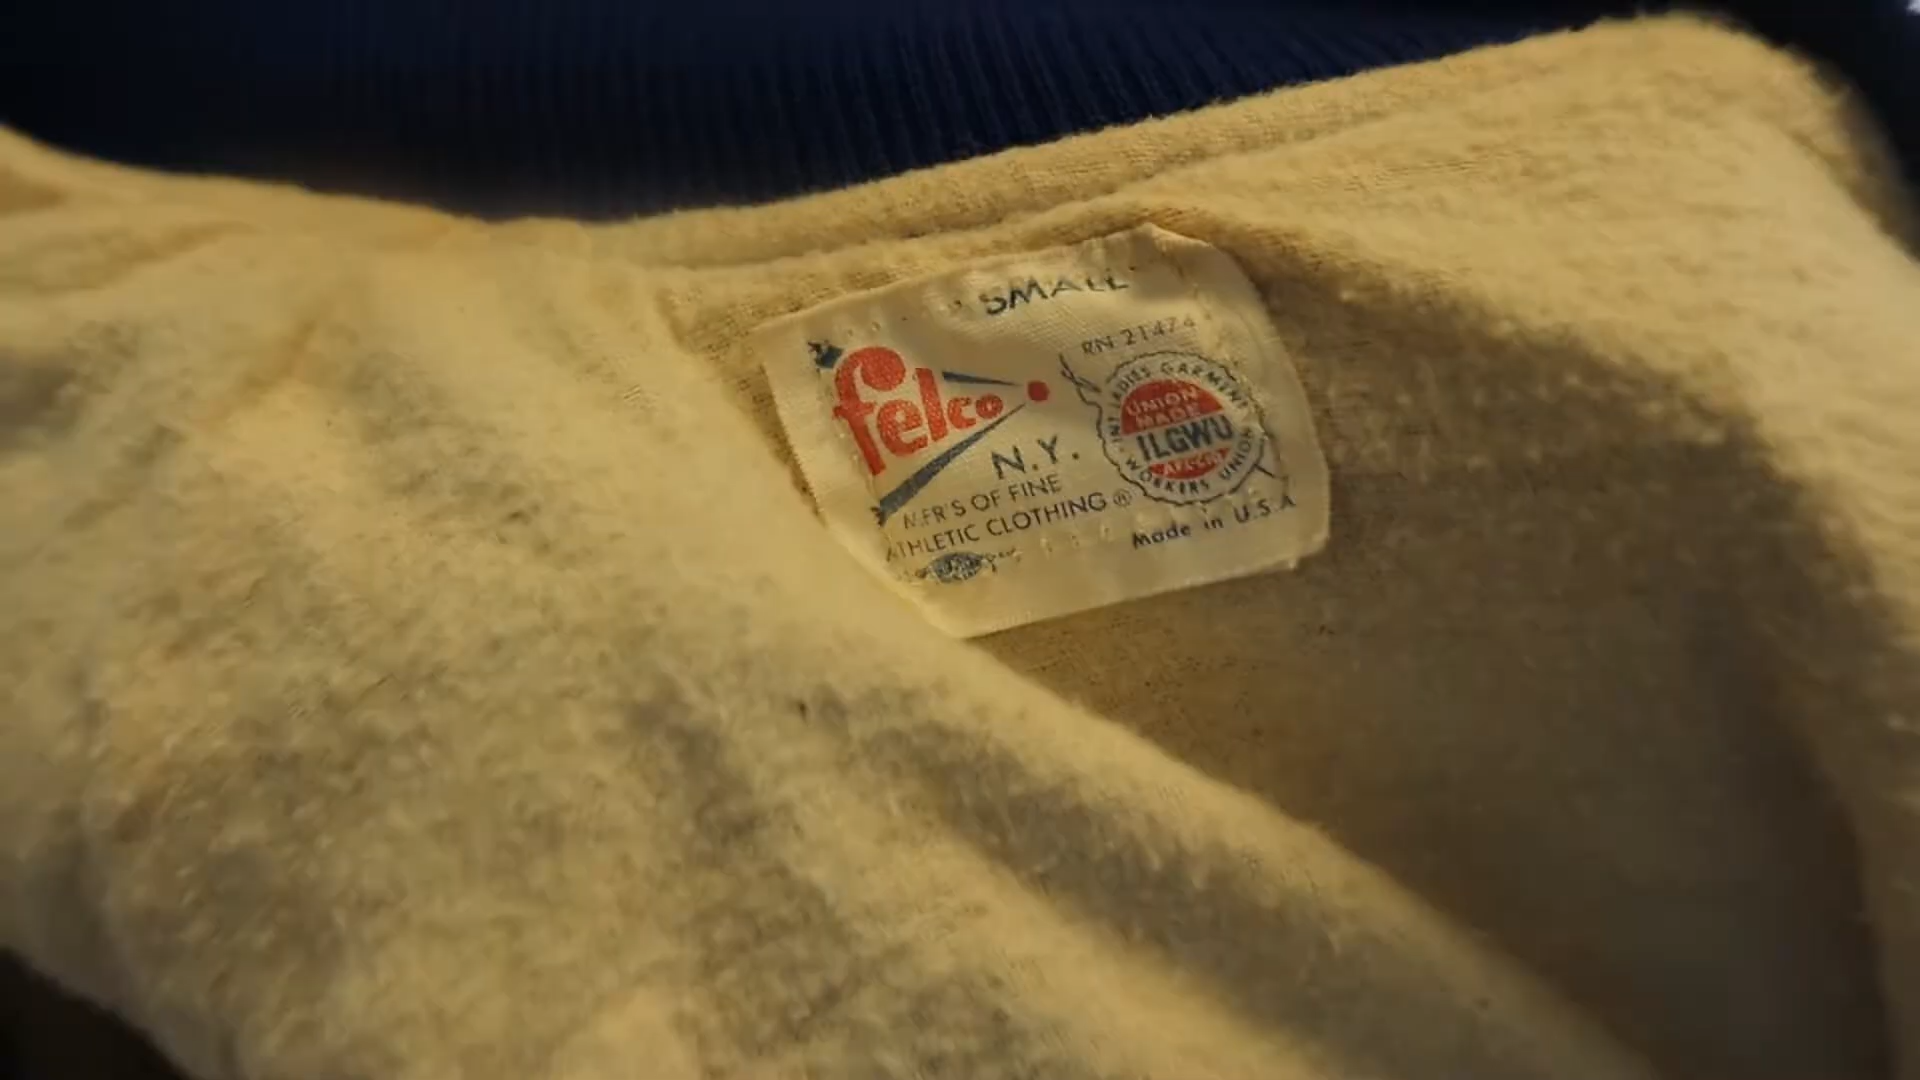 SMALL
RN 21474
felco
N.Y.
M.FR'S OF FINE
ATHLETIC CLOTHING ®
INT. LADIES GARMENT WORKERS UNION
UNION
MADE
ILGWU
AFL-CIO
Made in U.S.A